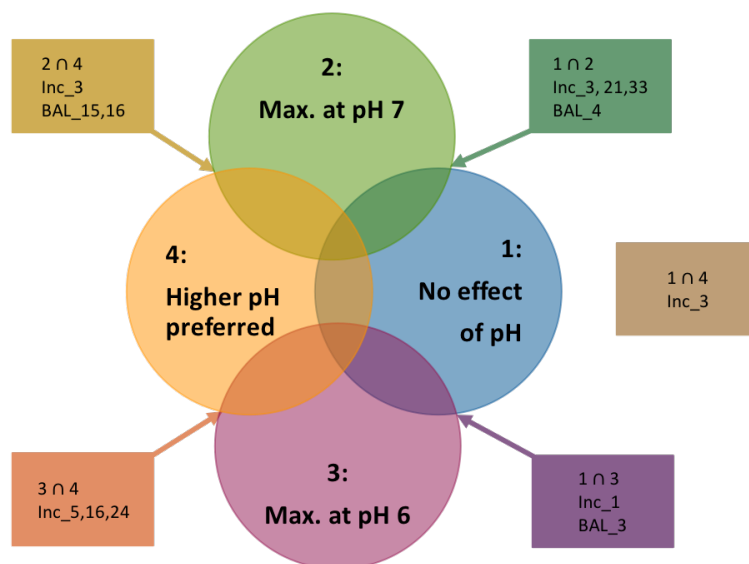 2 ∩ 4
Inc_3
BAL_15,16
2:
Max. at pH 7
1 ∩ 2
Inc_3, 21,33
BAL_4
4:
Higher pH
preferred
1:
No effect
of pH
1 ∩ 4
Inc_3
3 ∩ 4
Inc_5,16,24
3:
Max. at pH 6
1 ∩ 3
Inc_1
BAL_3